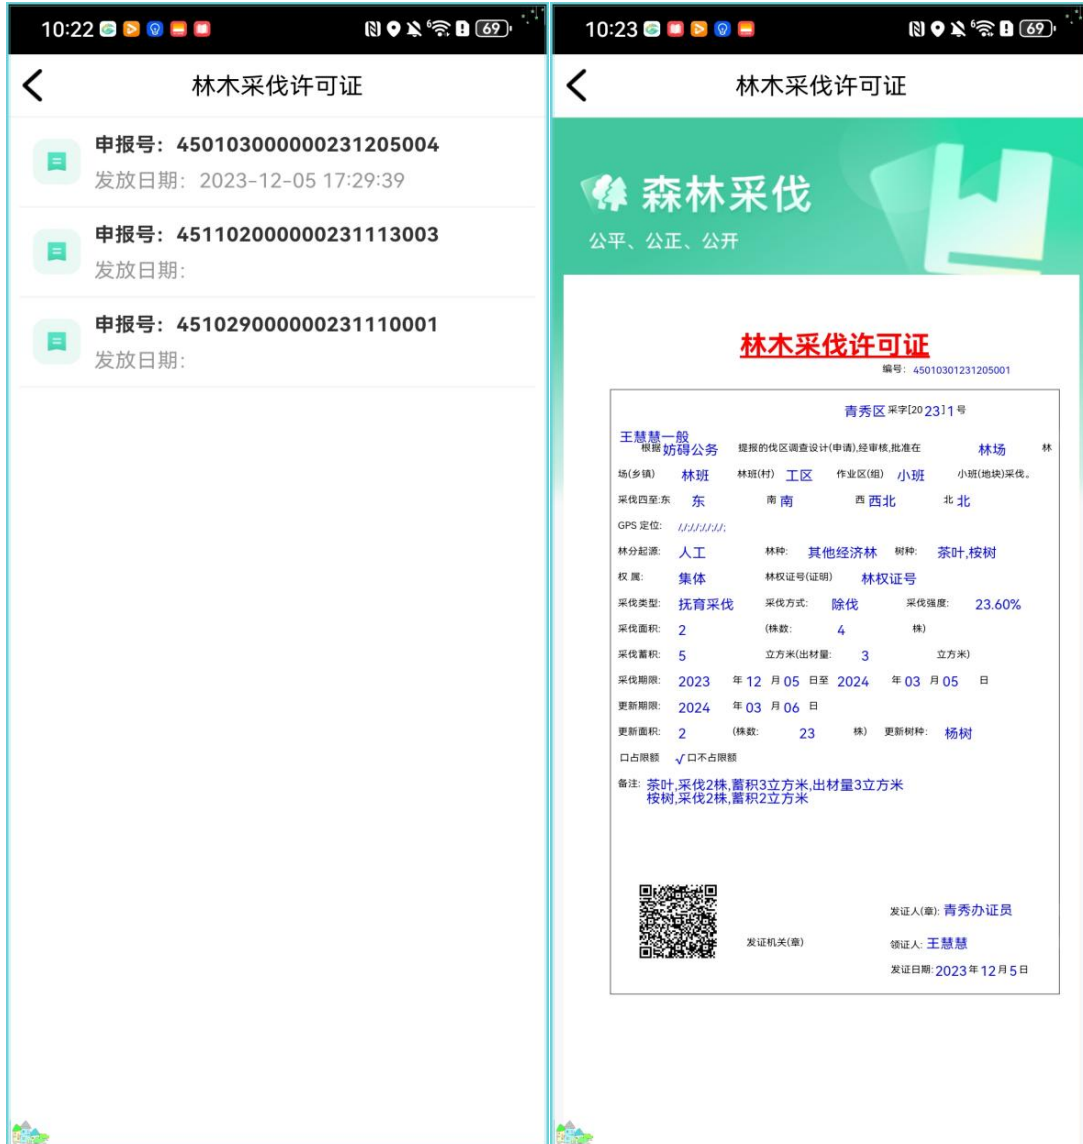 10:22
69
林木采伐许可证
申报号：450103000000231205004
发放日期：2023-12-05 17:29:39
申报号：451102000000231113003
发放日期：
申报号：451029000000231110001
发放日期：
10:23
69
林木采伐许可证
森林采伐
公平、公正、公开
林木采伐许可证
编号： 45010301231205001
青秀区 采字[20 23 ] 1 号
王慧慧一般
根据 妨碍公务 提报的伐区调查设计(申请),经审核,批准在 林场 林
场(乡镇) 林班 林班(村) 工区 作业区(组) 小班 小班(地块)采伐。
采伐四至:东 东 南 南 西 西北 北 北
GPS 定位: /,/;/,/;/,/;/,/;
林分起源: 人工 林种: 其他经济林 树种: 茶叶,桉树
权 属: 集体 林权证号(证明) 林权证号
采伐类型: 抚育采伐 采伐方式: 除伐 采伐强度: 23.60%
采伐面积: 2 (株数: 4 株)
采伐蓄积: 5 立方米(出材量: 3 立方米)
采伐期限: 2023 年 12 月 05 日至 2024 年 03 月 05 日
更新期限: 2024 年 03 月 06 日
更新面积: 2 (株数: 23 株) 更新树种: 杨树
口占限额 √口不占限额
备注: 茶叶,采伐2株,蓄积3立方米,出材量3立方米
桉树,采伐2株,蓄积2立方米
发证人(章): 青秀办证员
发证机关(章) 领证人: 王慧慧
发证日期: 2023 年 12 月 5 日